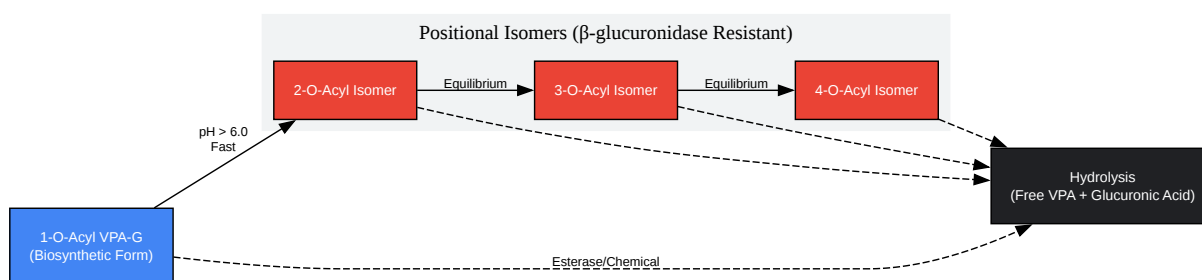 Positional Isomers (β-glucuronidase Resistant)
2-O-Acyl Isomer
Equilibrium
3-O-Acyl Isomer
Equilibrium
4-O-Acyl Isomer
pH > 6.0
Fast
Hydrolysis
(Free VPA + Glucuronic Acid)
1-O-Acyl VPA-G
(Biosynthetic Form)
Esterase/Chemical